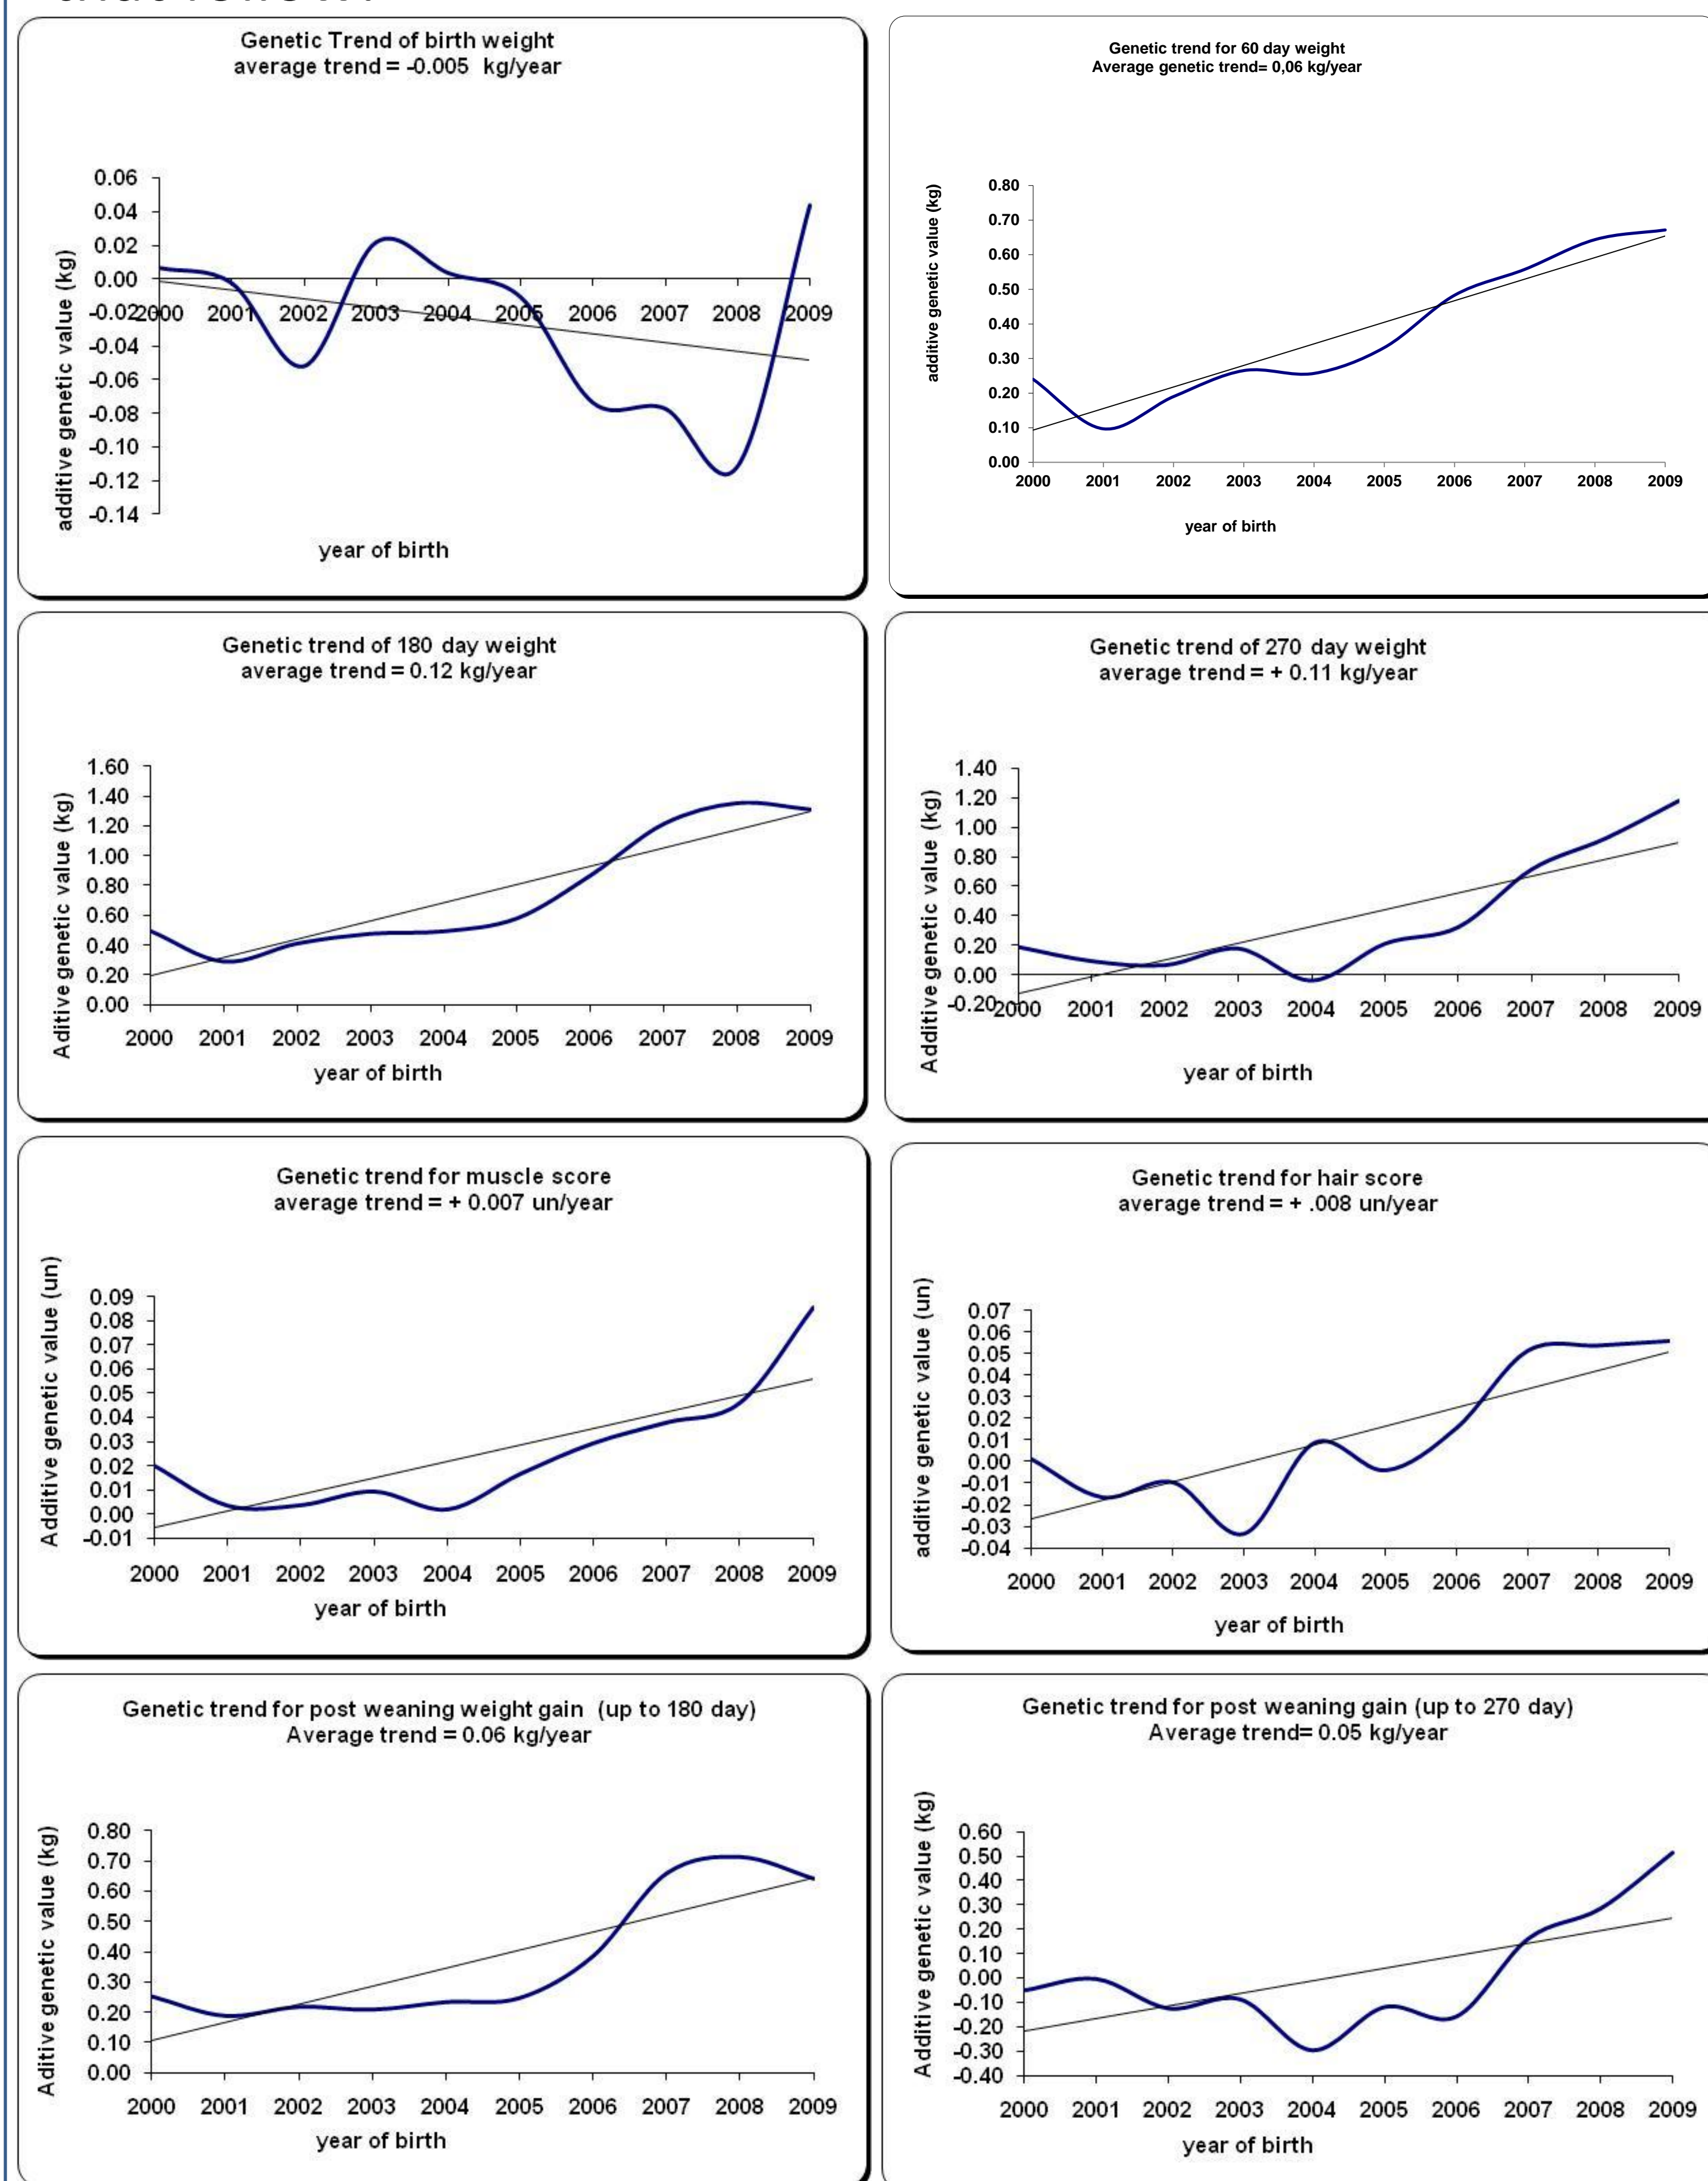 Genetic Trend of birth weight
average trend = -0.005 kg/year
additive genetic value (kg)
0.06
0.04
0.02
0.00
-0.02
-0.04
-0.06
-0.08
-0.10
-0.12
-0.14
2000 2001 2002 2003 2004 2005 2006 2007 2008 2009
year of birth
Genetic trend for 60 day weight
Average genetic trend= 0,06 kg/year
additive genetic value (kg)
0.80
0.70
0.60
0.50
0.40
0.30
0.20
0.10
0.00
2000 2001 2002 2003 2004 2005 2006 2007 2008 2009
year of birth
Genetic trend of 180 day weight
average trend = 0.12 kg/year
Aditive genetic value (kg)
1.60
1.40
1.20
1.00
0.80
0.60
0.40
0.20
0.00
2000 2001 2002 2003 2004 2005 2006 2007 2008 2009
year of birth
Genetic trend of 270 day weight
average trend = + 0.11 kg/year
Additive genetic value (kg)
1.40
1.20
1.00
0.80
0.60
0.40
0.20
0.00
-0.20
2000 2001 2002 2003 2004 2005 2006 2007 2008 2009
year of birth
Genetic trend for muscle score
average trend = + 0.007 un/year
Additive genetic value (un)
0.09
0.08
0.07
0.06
0.05
0.04
0.03
0.02
0.01
0.00
-0.01
2000 2001 2002 2003 2004 2005 2006 2007 2008 2009
year of birth
Genetic trend for hair score
average trend = + .008 un/year
additive genetic value (un)
0.07
0.06
0.05
0.04
0.03
0.02
0.01
0.00
-0.01
-0.02
-0.03
-0.04
2000 2001 2002 2003 2004 2005 2006 2007 2008 2009
year of birth
Genetic trend for post weaning weight gain (up to 180 day)
Average trend = 0.06 kg/year
Aditive genetic value (kg)
0.80
0.70
0.60
0.50
0.40
0.30
0.20
0.10
0.00
2000 2001 2002 2003 2004 2005 2006 2007 2008 2009
year of birth
Genetic trend for post weaning gain (up to 270 day)
Average trend= 0.05 kg/year
Additive genetic value (kg)
0.60
0.50
0.40
0.30
0.20
0.10
0.00
-0.10
-0.20
-0.30
-0.40
2000 2001 2002 2003 2004 2005 2006 2007 2008 2009
year of birth